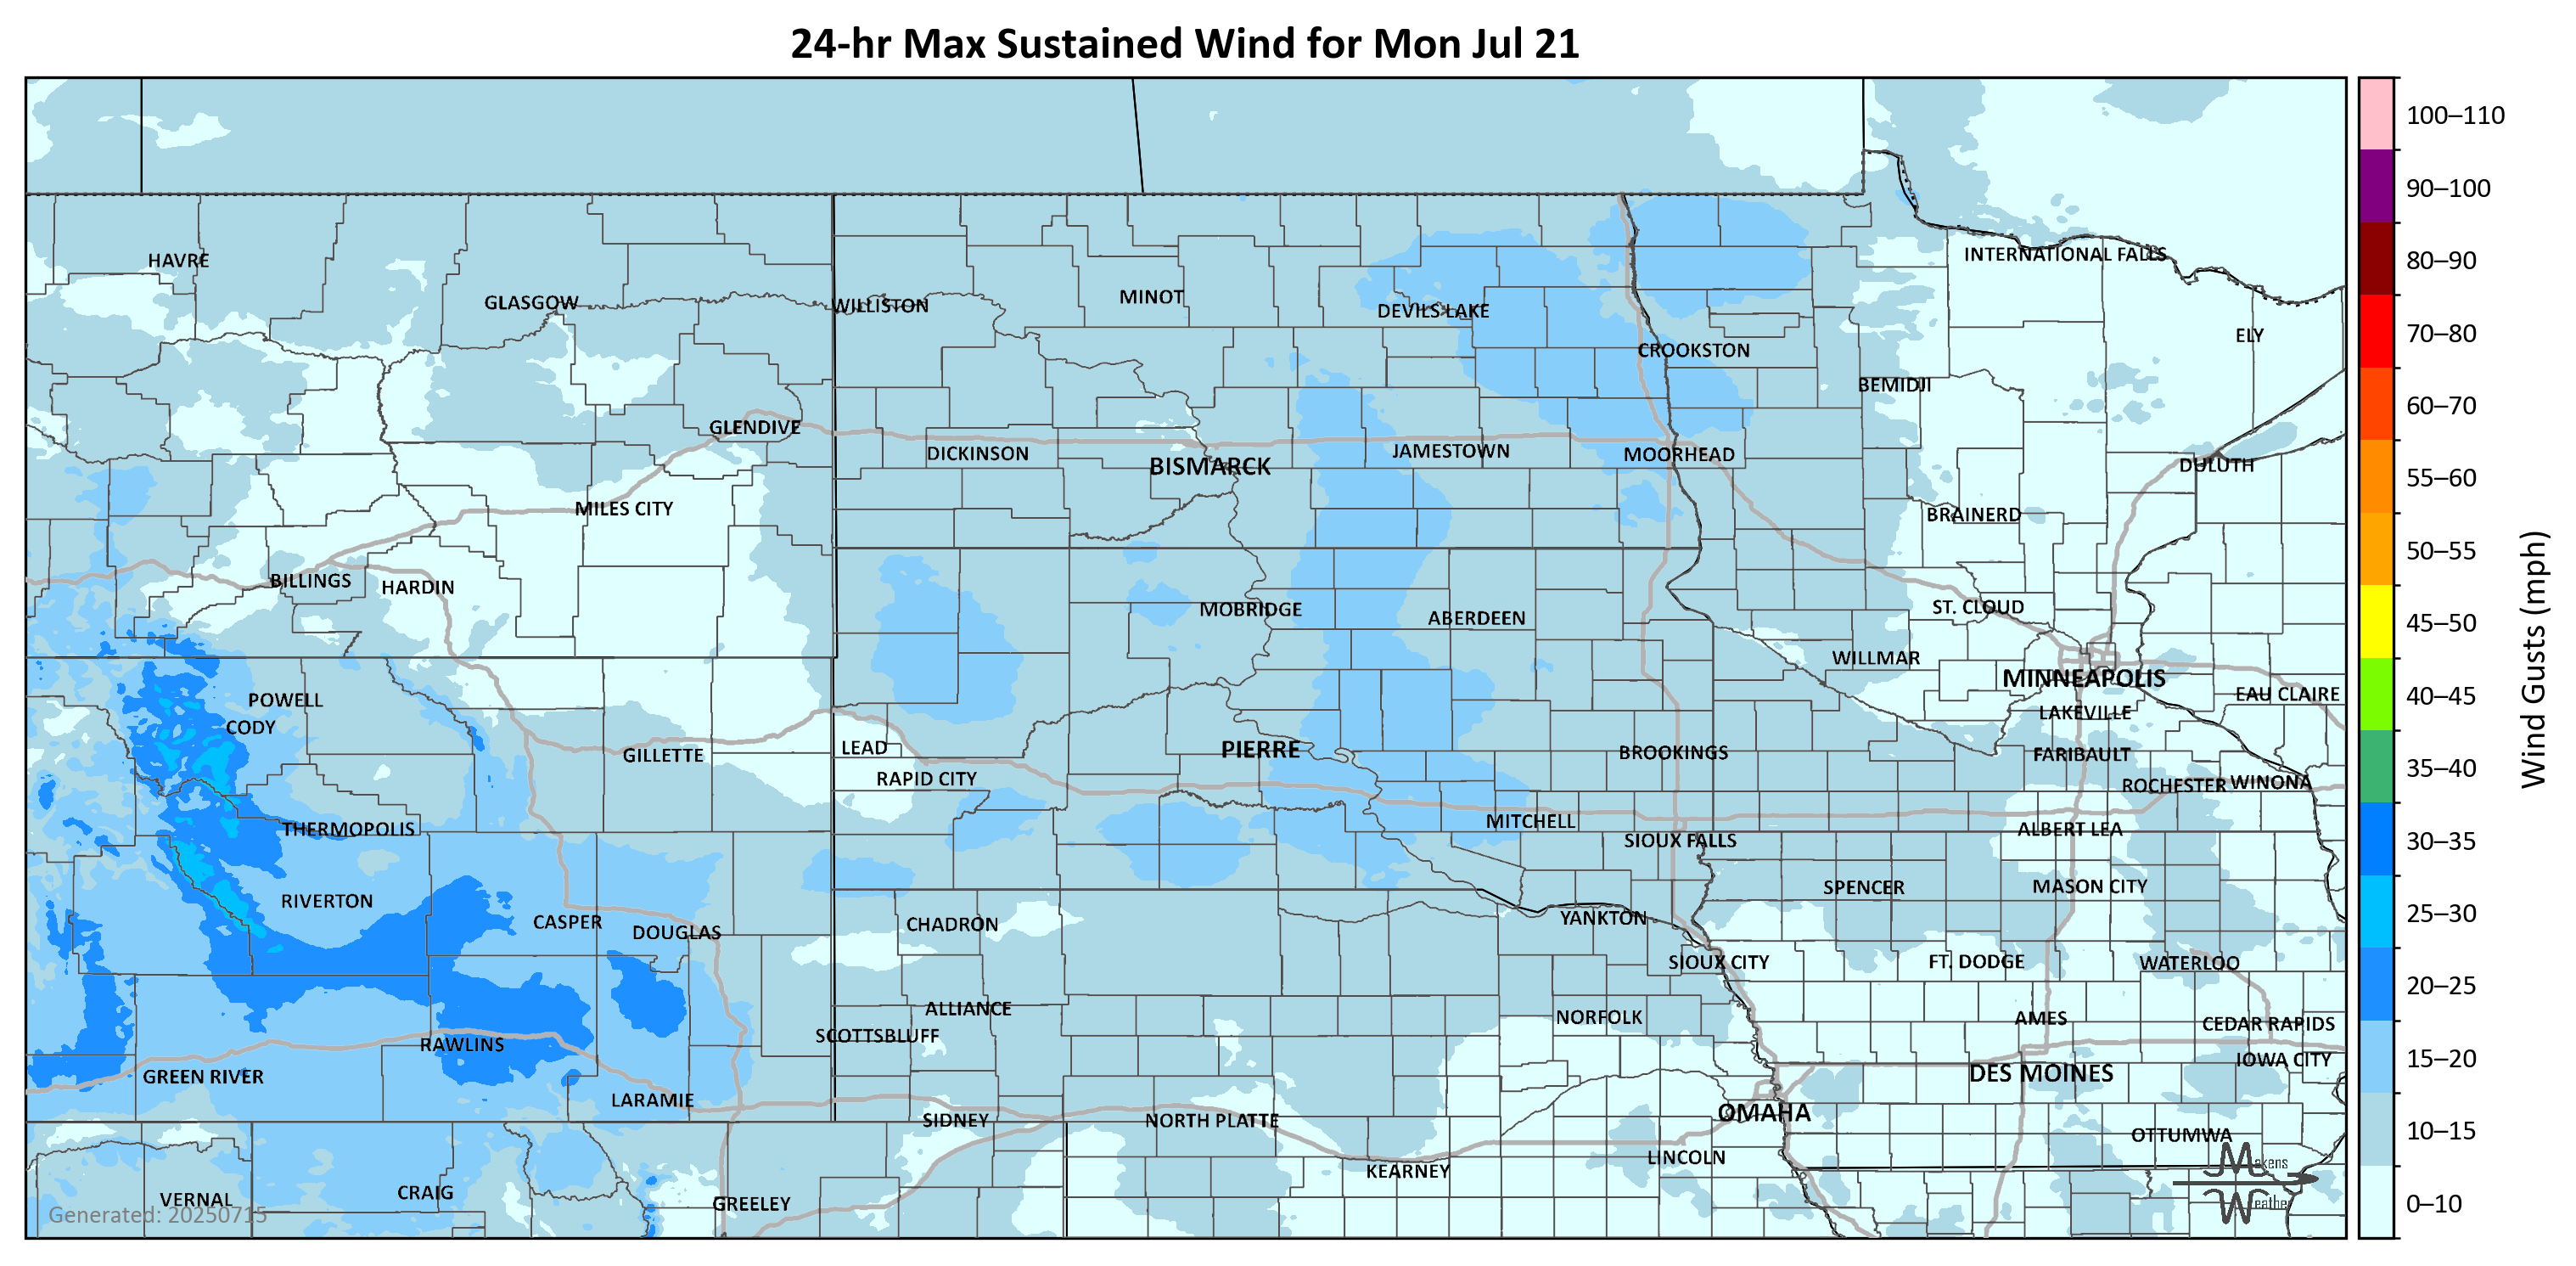 24-hr Max Sustained Wind for Mon Jul 21
100–110
90–100
80–90
70–80
60–70
55–60
50–55
45–50
40–45
35–40
30–35
25–30
20–25
15–20
10–15
0–10
Wind Gusts (mph)
HAVRE
GLASGOW
WILLISTON
MINOT
DEVILS LAKE
INTERNATIONAL FALLS
ELY
CROOKSTON
BEMIDJI
GLENDIVE
DICKINSON
BISMARCK
JAMESTOWN
MOORHEAD
DULUTH
MILES CITY
BRAINERD
BILLINGS
HARDIN
MOBRIDGE
ABERDEEN
ST. CLOUD
WILLMAR
MINNEAPOLIS
EAU CLAIRE
POWELL
CODY
LAKEVILLE
GILLETTE
LEAD
PIERRE
BROOKINGS
FARIBAULT
RAPID CITY
ROCHESTER
WINONA
THERMOPOLIS
MITCHELL
SIOUX FALLS
ALBERT LEA
RIVERTON
SPENCER
MASON CITY
CASPER
DOUGLAS
CHADRON
YANKTON
SIOUX CITY
FT. DODGE
WATERLOO
ALLIANCE
SCOTTSBLUFF
NORFOLK
AMES
CEDAR RAPIDS
RAWLINS
IOWA CITY
GREEN RIVER
DES MOINES
LARAMIE
SIDNEY
NORTH PLATTE
OMAHA
OTTUMWA
KEARNEY
LINCOLN
VERNAL
CRAIG
GREELEY
Generated: 20250715
Makens
Weather